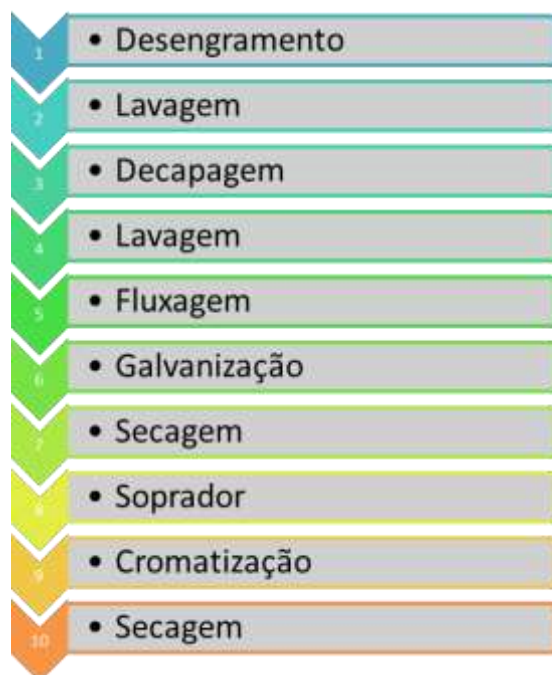 1 • Desengramento
2 • Lavagem
3 • Decapagem
4 • Lavagem
5 • Fluxagem
6 • Galvanização
7 • Secagem
8 • Soprador
9 • Cromatização
10 • Secagem